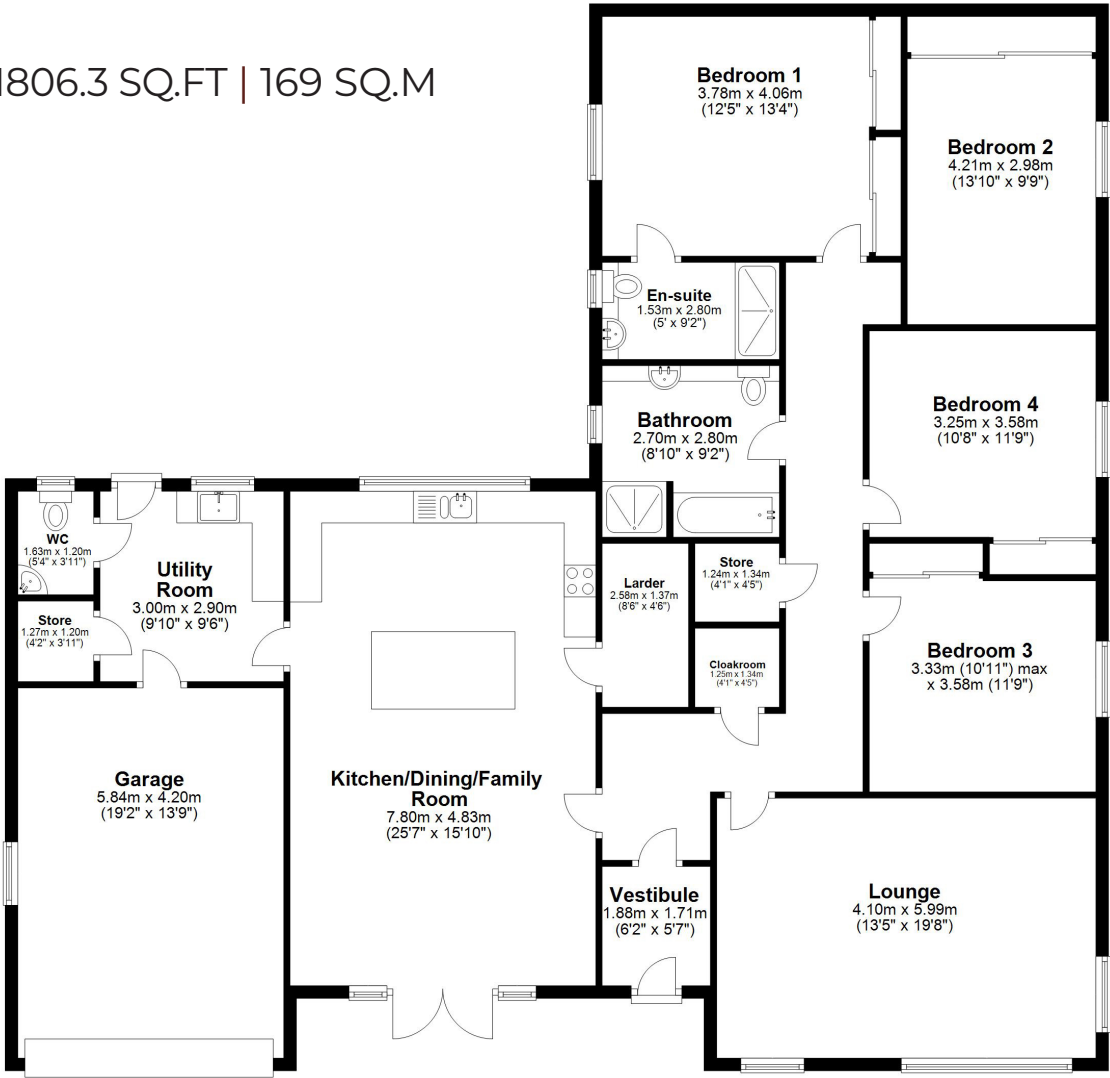 1806.3 SQ.FT | 169 SQ.M
Bedroom 1
3.78m x 4.06m
(12'5" x 13'4")
Bedroom 2
4.21m x 2.98m
(13'10" x 9'9")
En-suite
1.53m x 2.80m
(5' x 9'2")
Bathroom
2.70m x 2.80m
(8'10" x 9'2")
Bedroom 4
3.25m x 3.58m
(10'8" x 11'9")
WC
1.63m x 1.20m
(5'4" x 3'11")
Utility
Room
3.00m x 2.90m
(9'10" x 9'6")
Store
1.27m x 1.20m
(4'2" x 3'11")
Larder
2.58m x 1.37m
(8'6" x 4'6")
Store
1.24m x 1.34m
(4'1" x 4'5")
Cloakroom
1.25m x 1.34m
(4'1" x 4'5")
Bedroom 3
3.33m (10'11") max
x 3.58m (11'9")
Garage
5.84m x 4.20m
(19'2" x 13'9")
Kitchen/Dining/Family
Room
7.80m x 4.83m
(25'7" x 15'10")
Vestibule
1.88m x 1.71m
(6'2" x 5'7")
Lounge
4.10m x 5.99m
(13'5" x 19'8")